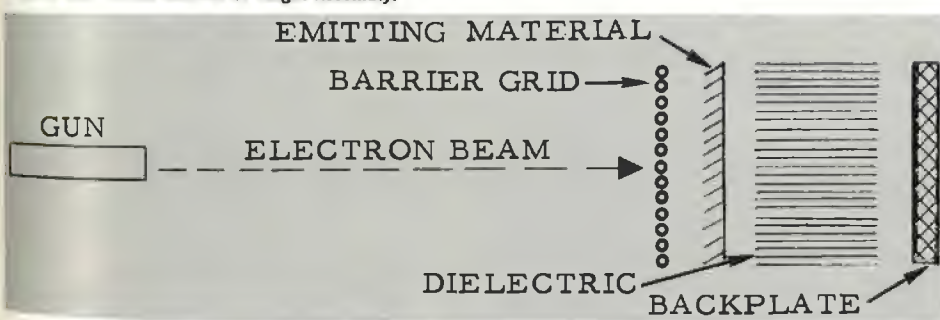 EMITTING MATERIAL
BARRIER GRID
GUN
ELECTRON BEAM
DIELECTRIC
BACKPLATE